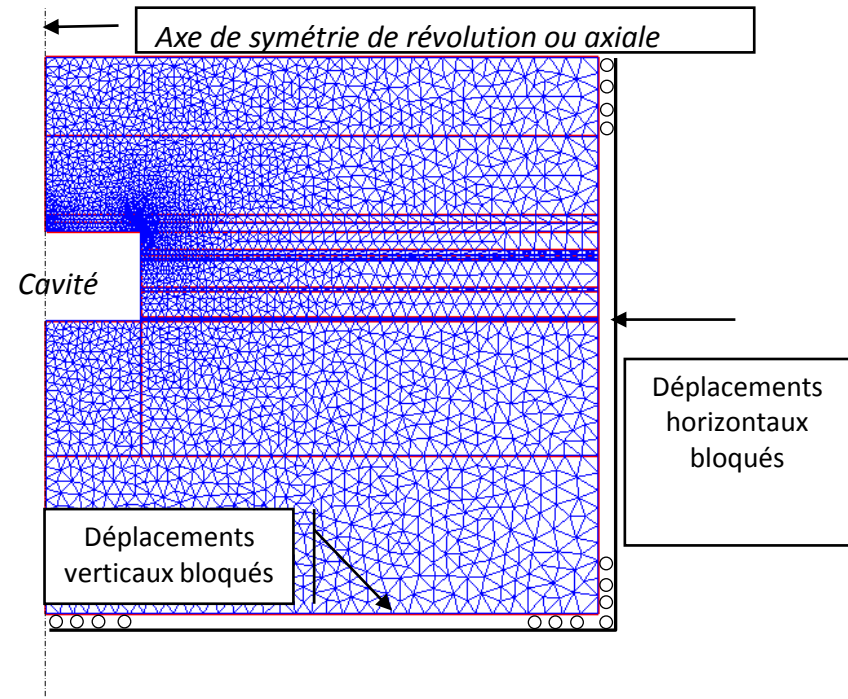 Axe de symétrie de révolution ou axiale
Cavité
Déplacements
horizontaux
bloqués
Déplacements
verticaux bloqués